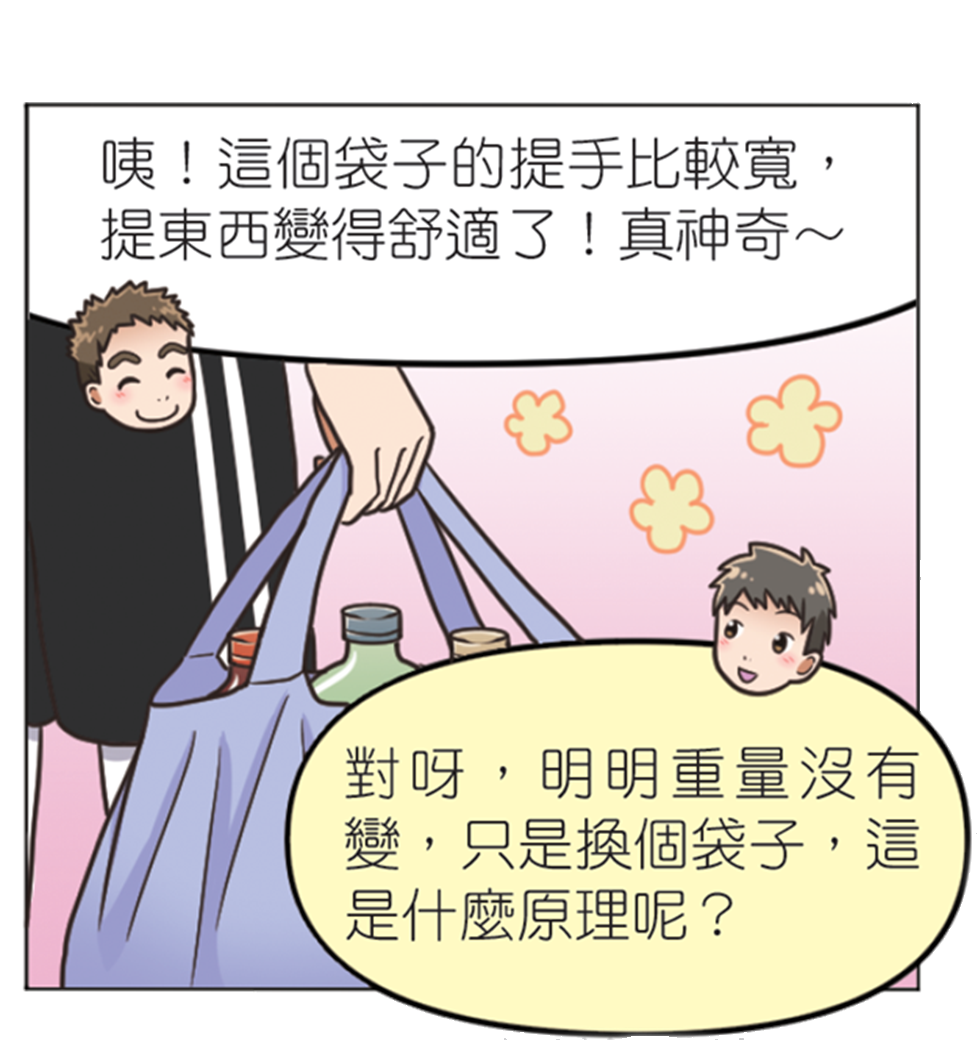 咦！這個袋子的提手比較寬，
提東西變得舒適了！真神奇～
對呀，明明重量沒有
變，只是換個袋子，這
是什麼原理呢？